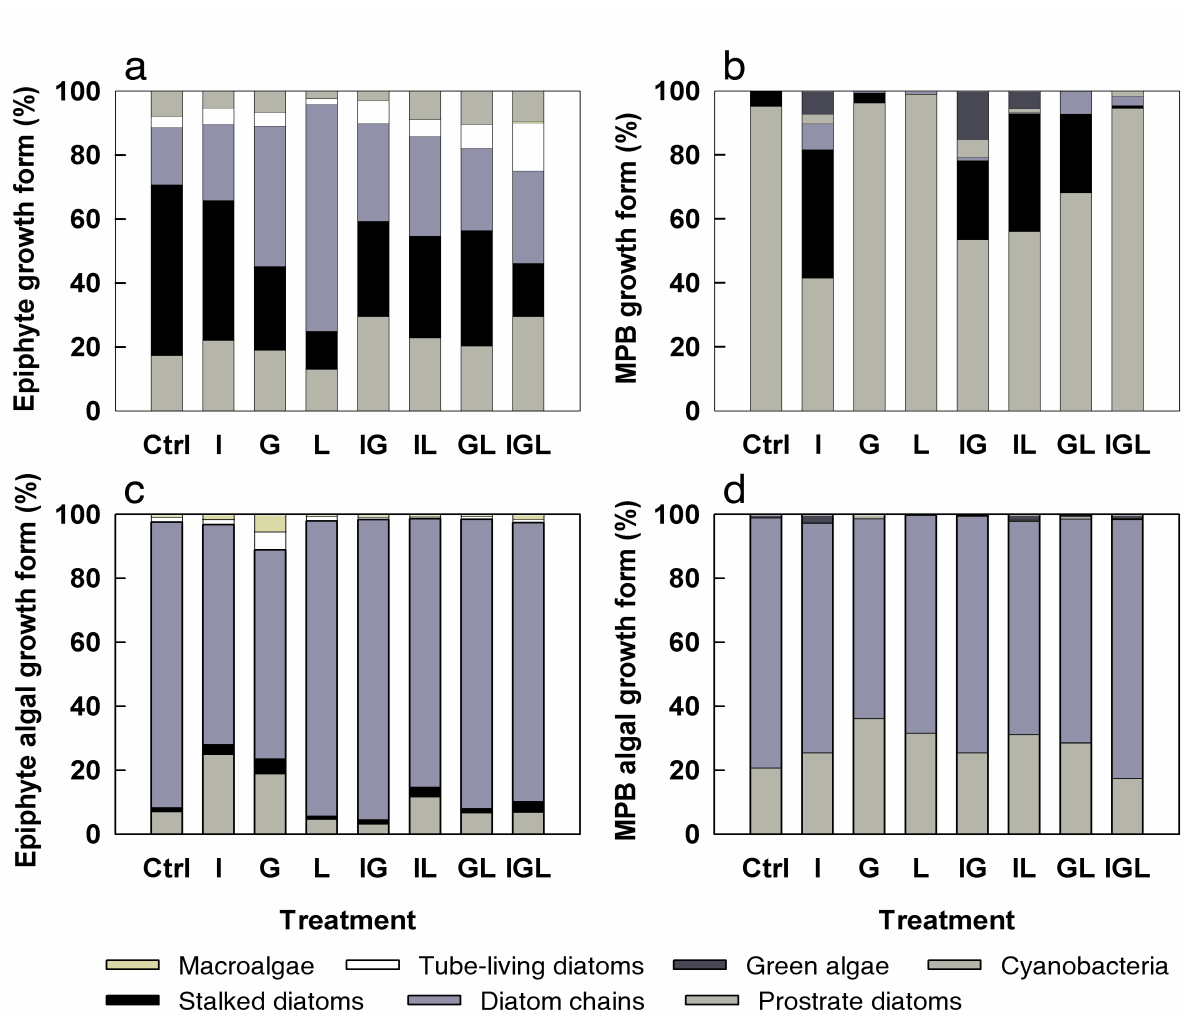 a
Epiphyte growth form (%)
100
80
60
40
20
0
Ctrl I G L IG IL GL IGL
b
MPB growth form (%)
100
80
60
40
20
0
Ctrl I G L IG IL GL IGL
c
Epiphyte algal growth form (%)
100
80
60
40
20
0
Ctrl I G L IG IL GL IGL
Treatment
d
MPB algal growth form (%)
100
80
60
40
20
0
Ctrl I G L IG IL GL IGL
Treatment
Macroalgae Tube-living diatoms Green algae Cyanobacteria
Stalked diatoms Diatom chains Prostrate diatoms